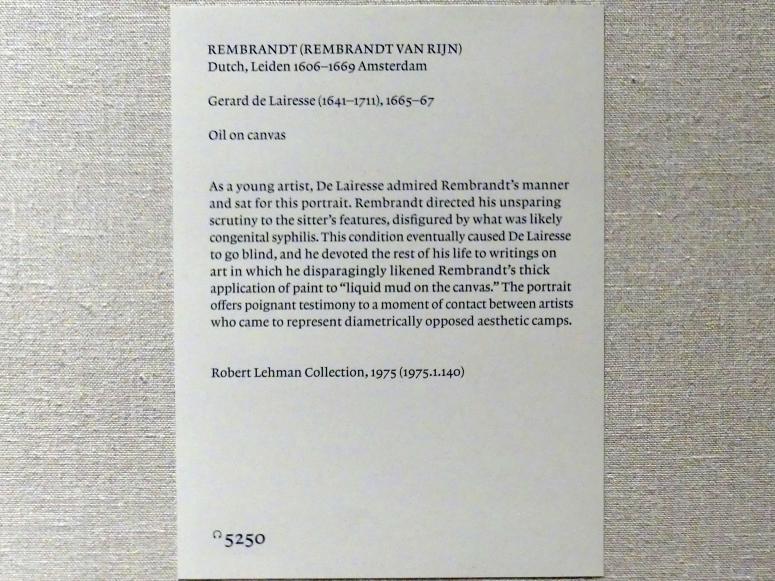 REMBRANDT (REMBRANDT VAN RIJN)
Dutch, Leiden 1606–1669 Amsterdam
Gerard de Lairesse (1641–1711), 1665–67
Oil on canvas
As a young artist, De Lairesse admired Rembrandt's manner
and sat for this portrait. Rembrandt directed his unsparing
scrutiny to the sitter's features, disfigured by what was likely
congenital syphilis. This condition eventually caused De Lairesse
to go blind, and he devoted the rest of his life to writings on
art in which he disparagingly likened Rembrandt's thick
application of paint to “liquid mud on the canvas.” The portrait
offers poignant testimony to a moment of contact between artists
who came to represent diametrically opposed aesthetic camps.
Robert Lehman Collection, 1975 (1975.1.140)
5250